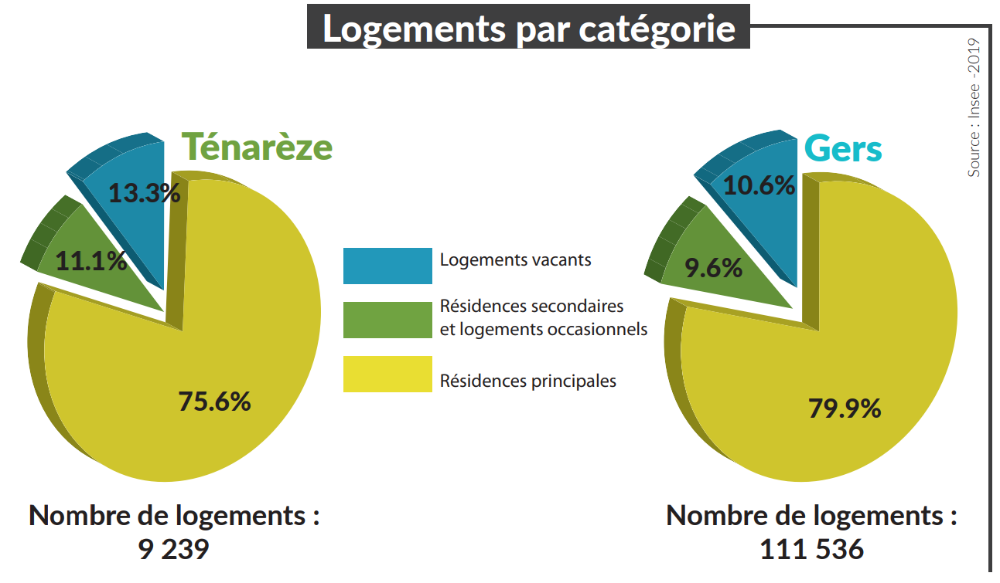 Logements par catégorie
Source : Insee -2019
Ténarèze
13.3%
11.1%
75.6%
Nombre de logements :
9 239
Logements vacants
Résidences secondaires
et logements occasionnels
Résidences principales
Gers
10.6%
9.6%
79.9%
Nombre de logements :
111 536